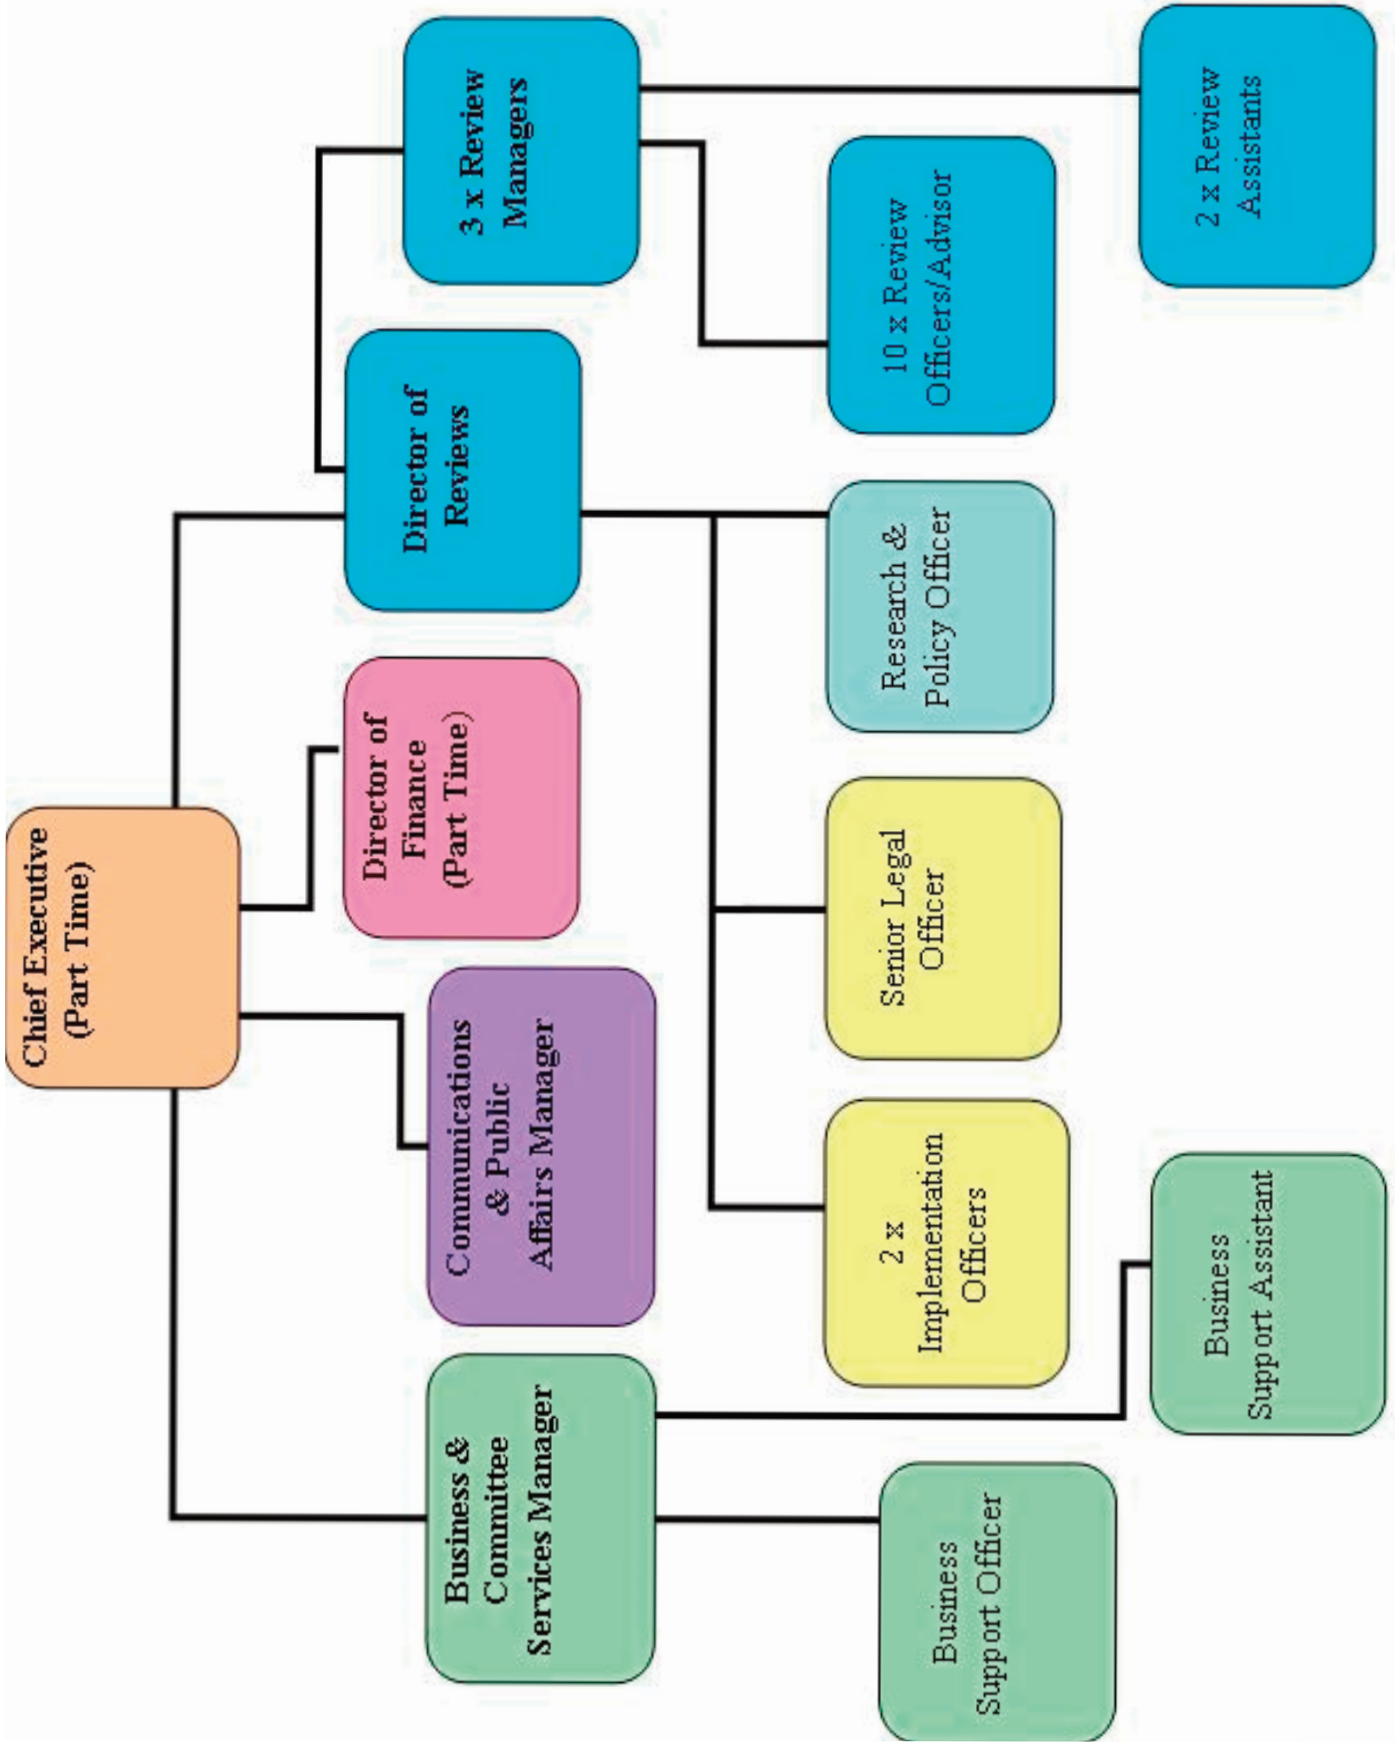 Chief Executive
(Part Time)
Business &
Committee
Services Manager
Communications
& Public
Affairs Manager
Director of
Finance
(Part Time)
Director of
Reviews
3 x Review
Managers
Business
Support Officer
Business
Support Assistant
2 x
Implementation
Officers
Senior Legal
Officer
Research &
Policy Officer
10 x Review
Officers/Advisor
2 x Review
Assistants